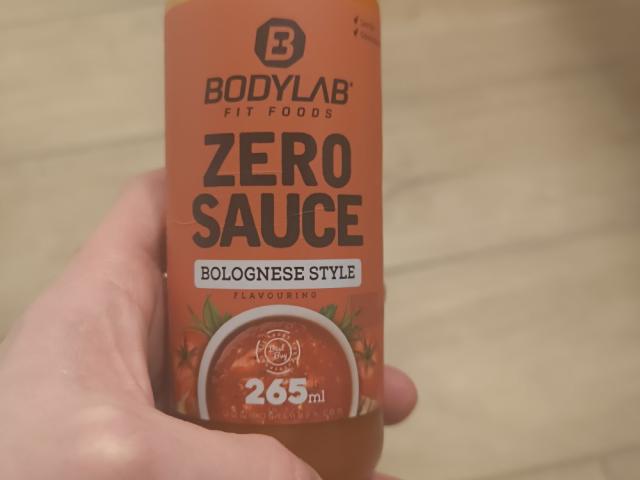 B
BODYLAB®
FIT FOODS
ZERO
SAUCE
BOLOGNESE STYLE
FLAVOURING
265ml